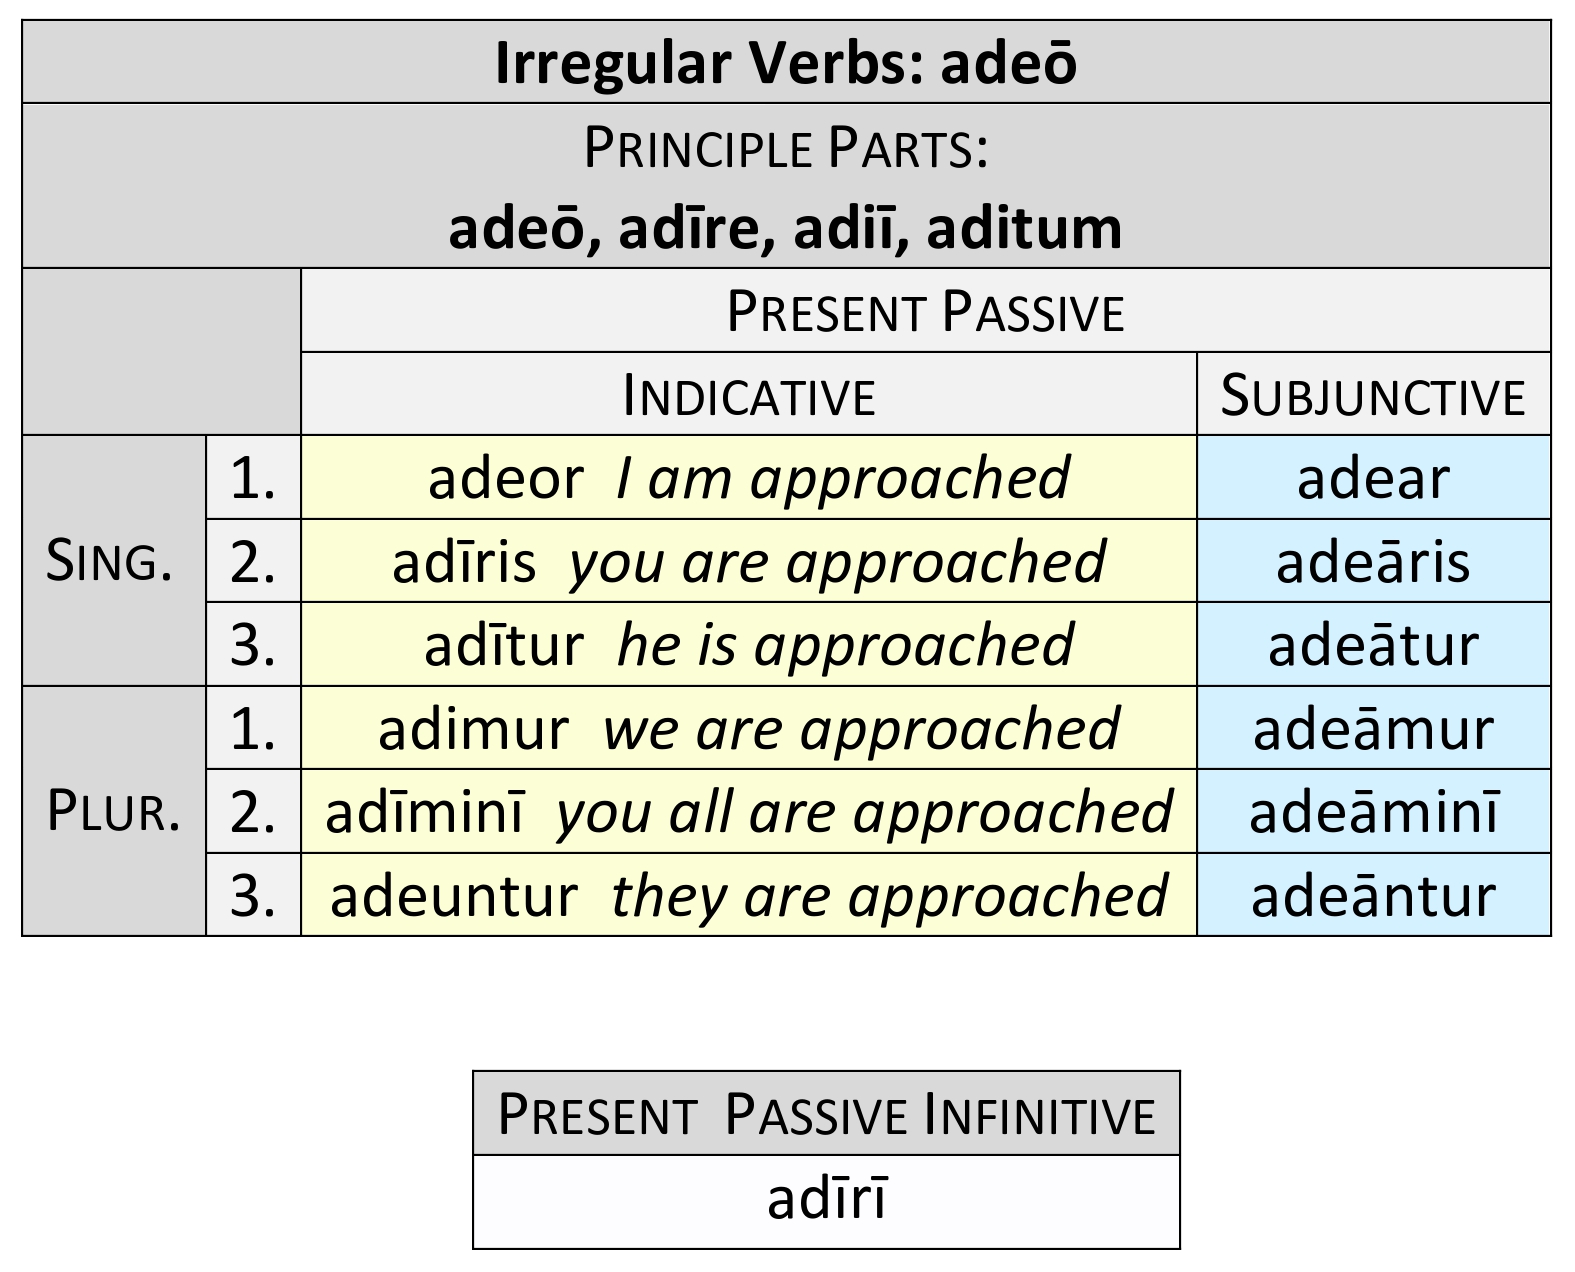 Irregular Verbs: adeō
PRINCIPLE PARTS:
adeō, adīre, adiī, aditum
PRESENT PASSIVE
INDICATIVE SUBJUNCTIVE
SING. 1. adeor I am approached adear
2. adīris you are approached adeāris
3. adītur he is approached adeātur
PLUR. 1. adimur we are approached adeāmur
2. adīminī you all are approached adeāminī
3. adeuntur they are approached adeāntur
PRESENT PASSIVE INFINITIVE
adīrī